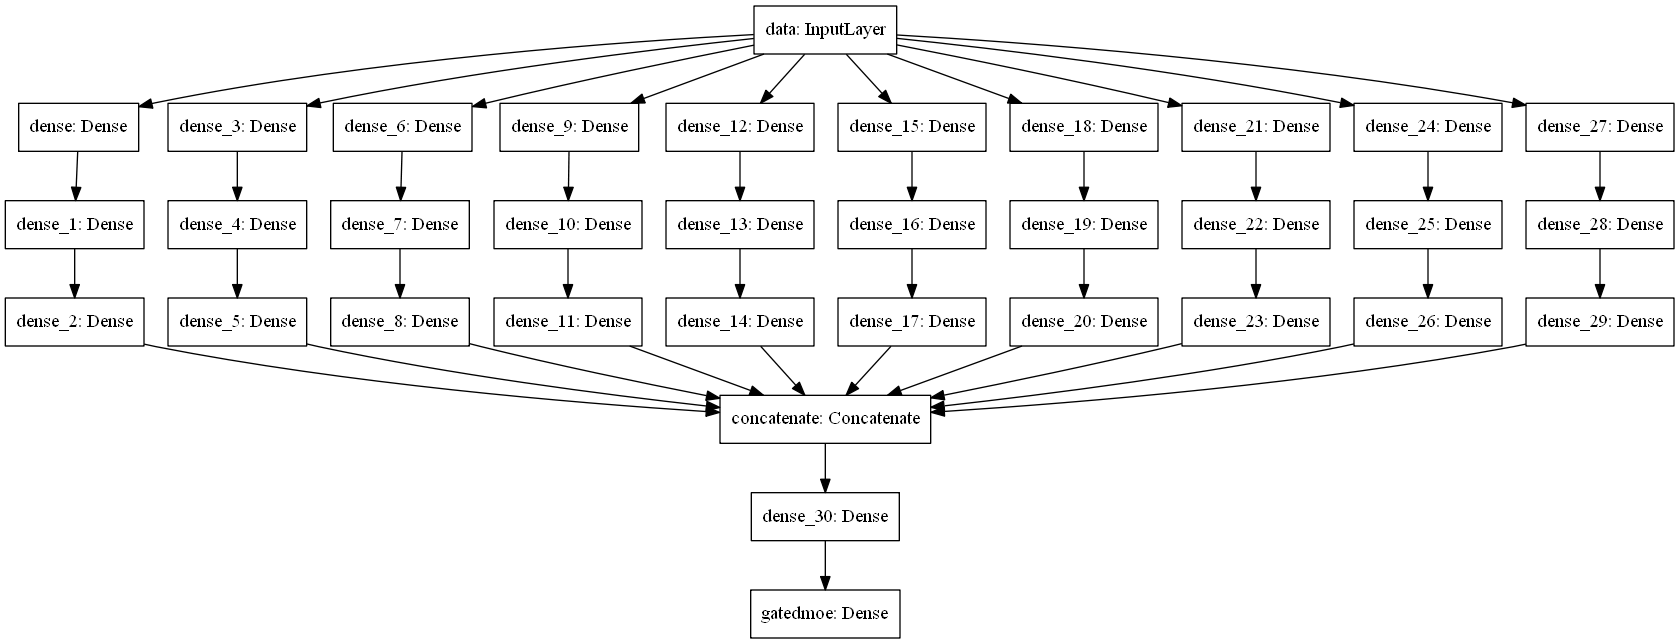 data: InputLayer
dense: Dense
dense_3: Dense
dense_6: Dense
dense_9: Dense
dense_12: Dense
dense_15: Dense
dense_18: Dense
dense_21: Dense
dense_24: Dense
dense_27: Dense
dense_1: Dense
dense_4: Dense
dense_7: Dense
dense_10: Dense
dense_13: Dense
dense_16: Dense
dense_19: Dense
dense_22: Dense
dense_25: Dense
dense_28: Dense
dense_2: Dense
dense_5: Dense
dense_8: Dense
dense_11: Dense
dense_14: Dense
dense_17: Dense
dense_20: Dense
dense_23: Dense
dense_26: Dense
dense_29: Dense
concatenate: Concatenate
dense_30: Dense
gatedmoe: Dense